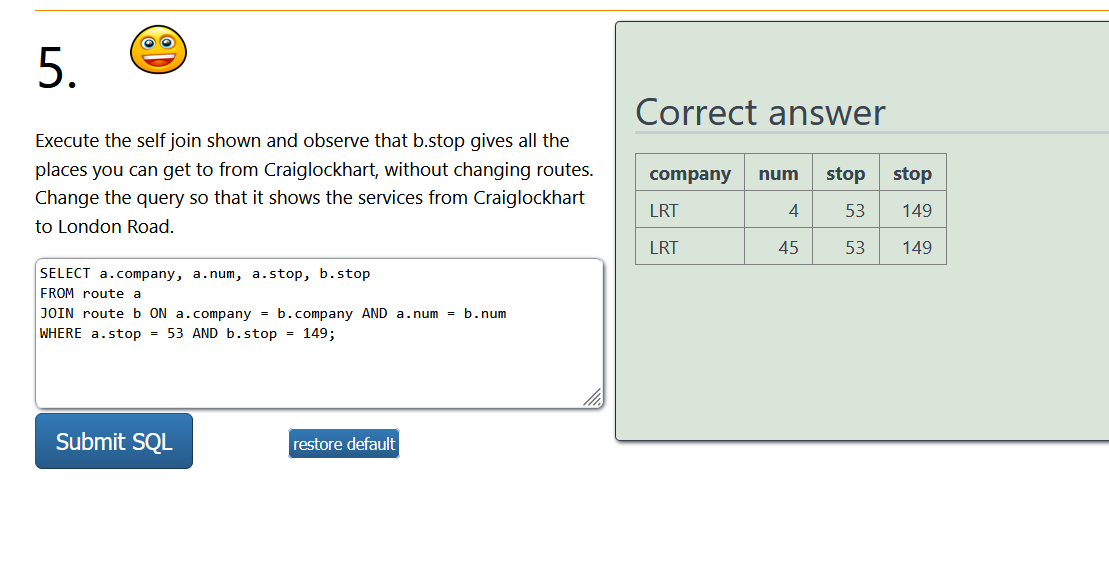 5.
Execute the self join shown and observe that b.stop gives all the
places you can get to from Craiglockhart, without changing routes.
Change the query so that it shows the services from Craiglockhart
to London Road.
SELECT a.company, a.num, a.stop, b.stop
FROM route a
JOIN route b ON a.company = b.company AND a.num = b.num
WHERE a.stop = 53 AND b.stop = 149;
Submit SQL
restore default
Correct answer
company num stop stop
LRT 4 53 149
LRT 45 53 149